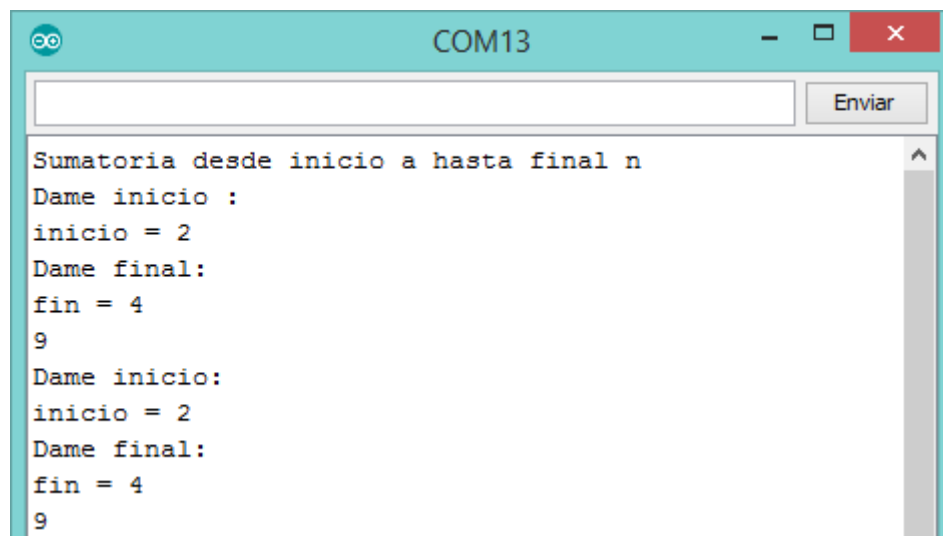 COM13
Enviar
Sumatoria desde inicio a hasta final n
Dame inicio :
inicio = 2
Dame final:
fin = 4
9
Dame inicio:
inicio = 2
Dame final:
fin = 4
9